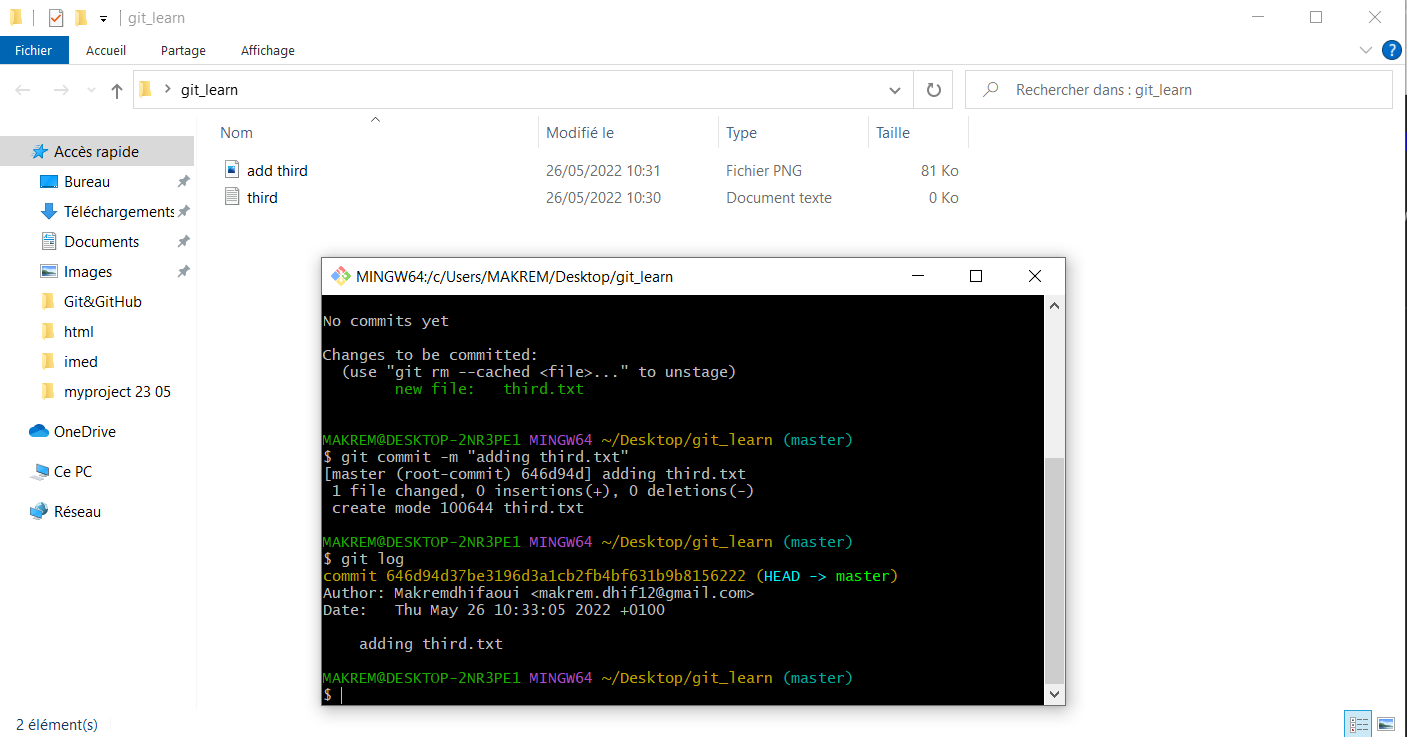 git_learn
Fichier Accueil Partage Affichage
git_learn
Rechercher dans : git_learn
Nom Modifié le Type Taille
Accès rapide
Bureau
Téléchargements
Documents
Images
Git&GitHub
html
imed
myproject 23 05
OneDrive
Ce PC
Réseau
add third 26/05/2022 10:31 Fichier PNG 81 Ko
third 26/05/2022 10:30 Document texte 0 Ko
MINGW64:/c/Users/MAKREM/Desktop/git_learn
No commits yet
Changes to be committed:
(use "git rm --cached <file>..." to unstage)
new file: third.txt
MAKREM@DESKTOP-2NR3PE1 MINGW64 ~/Desktop/git_learn (master)
$ git commit -m "adding third.txt"
[master (root-commit) 646d94d] adding third.txt
1 file changed, 0 insertions(+), 0 deletions(-)
create mode 100644 third.txt
MAKREM@DESKTOP-2NR3PE1 MINGW64 ~/Desktop/git_learn (master)
$ git log
commit 646d94d37be3196d3a1cb2fb4bf631b9b8156222 (HEAD -> master)
Author: Makremdhifaoui <makrem.dhif12@gmail.com>
Date: Thu May 26 10:33:05 2022 +0100
adding third.txt
MAKREM@DESKTOP-2NR3PE1 MINGW64 ~/Desktop/git_learn (master)
$
2 élément(s)